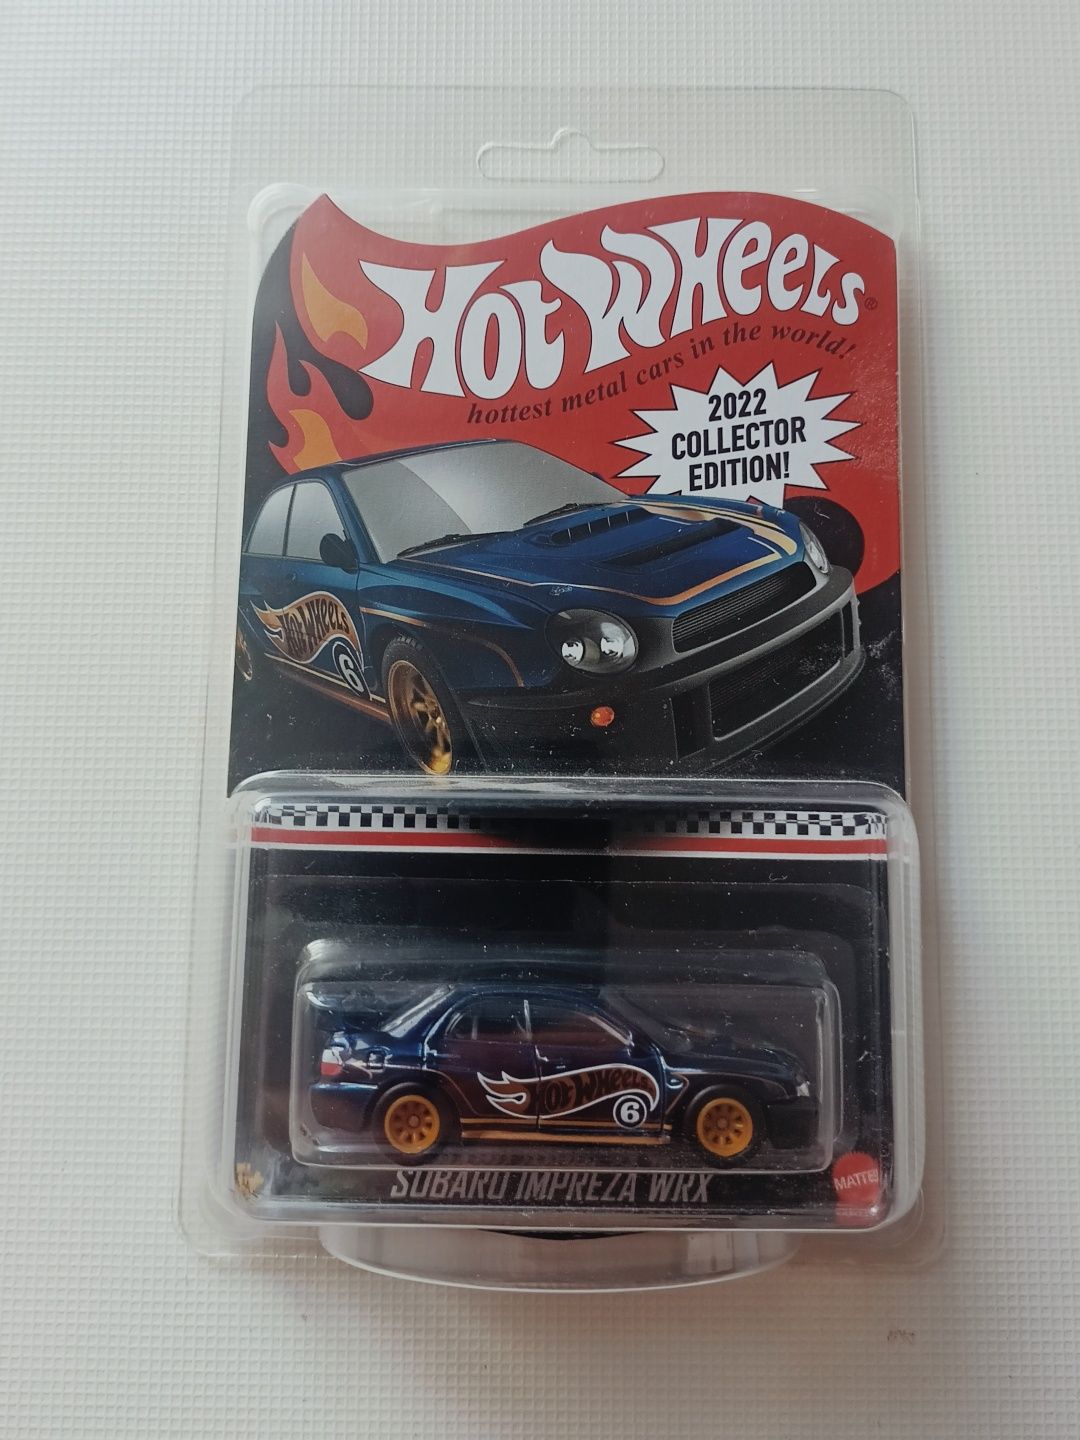 HOT WHEELS®
hottest metal cars in the world!
2022
COLLECTOR
EDITION!
HOT WHEELS
6
HOT WHEELS
6
SUBARU IMPREZA WRX
MATTEL